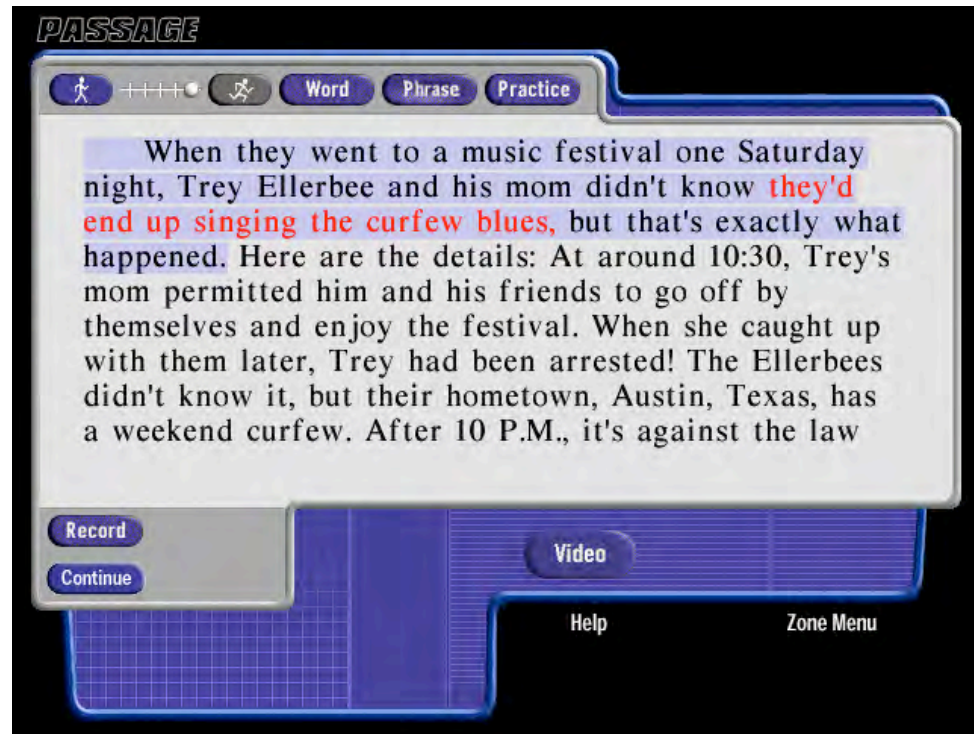 PASSAGE
Word Phrase Practice
When they went to a music festival one Saturday
night, Trey Ellerbee and his mom didn't know they'd
end up singing the curfew blues, but that's exactly what
happened. Here are the details: At around 10:30, Trey's
mom permitted him and his friends to go off by
themselves and enjoy the festival. When she caught up
with them later, Trey had been arrested! The Ellerbees
didn't know it, but their hometown, Austin, Texas, has
a weekend curfew. After 10 P.M., it's against the law
Record
Video
Continue
Help Zone Menu